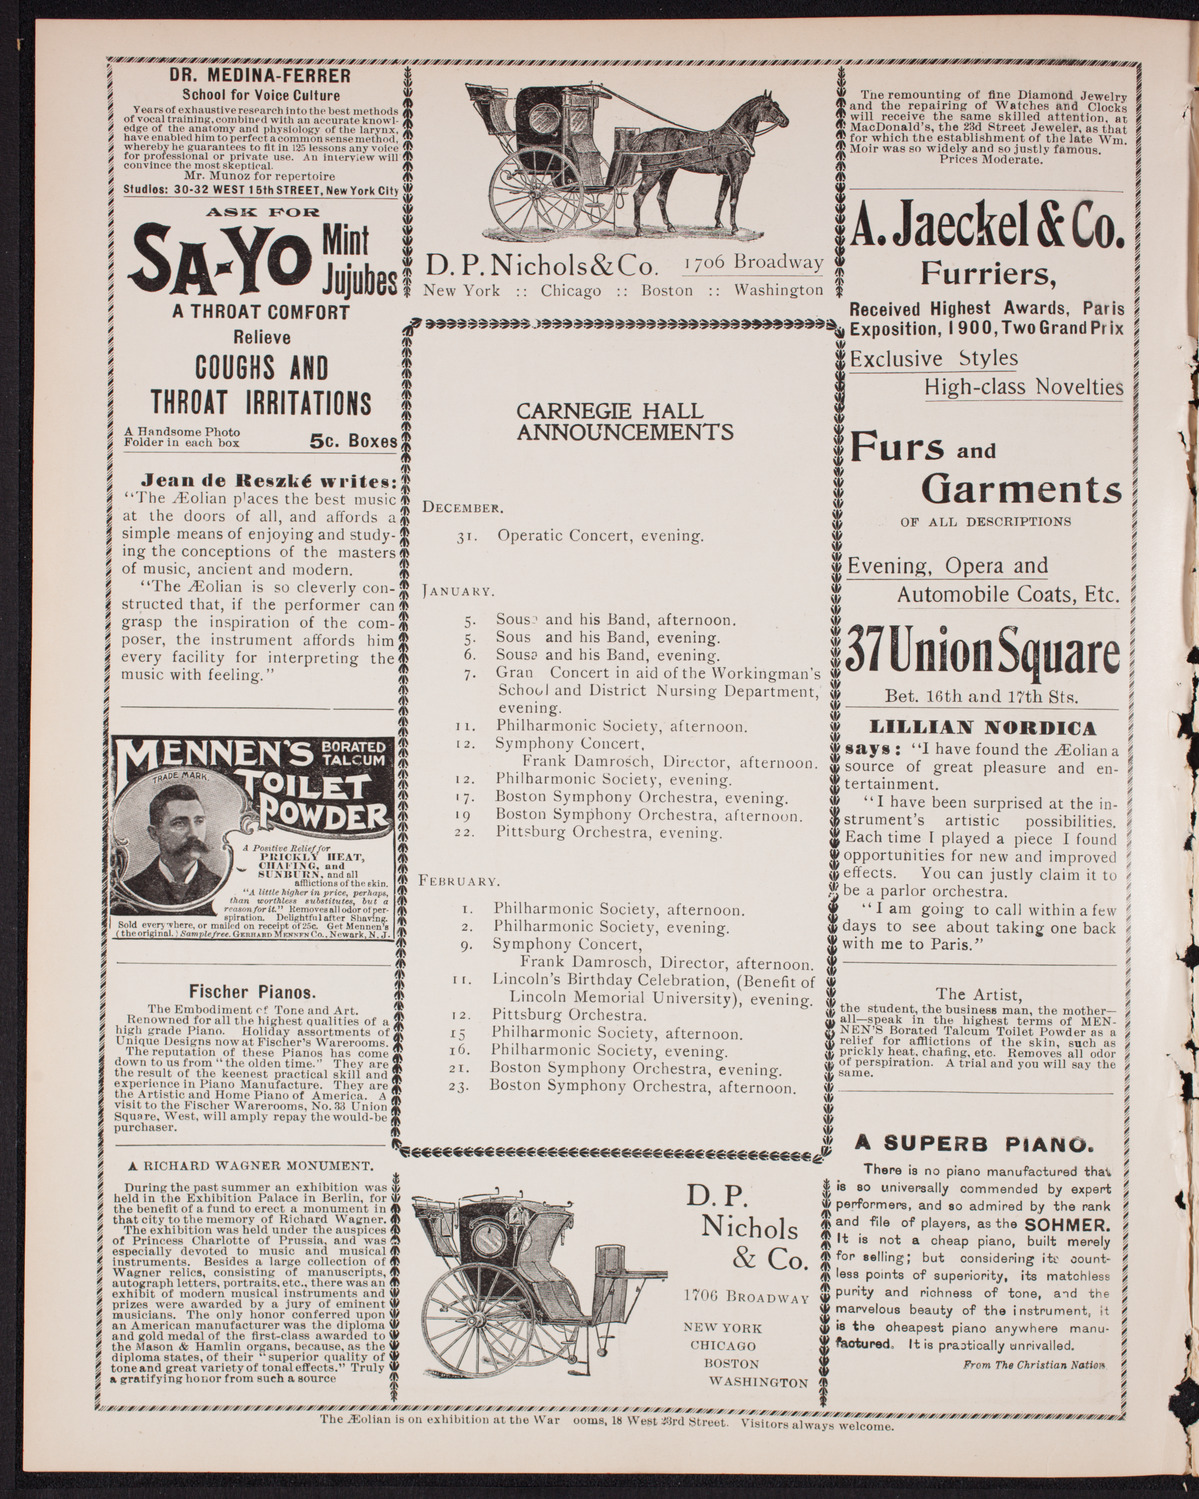 DR. MEDINA-FERRER
School for Voice Culture
Years of exhaustive research into the best methods
of vocal training, combined with an accurate knowl-
edge of the anatomy and physiology of the larynx,
have enabled him to perfect a common sense method,
whereby he guarantees to fit in 125 lessons any voice
for professional or private use. An interview will
convince the most skeptical.
Mr. Munoz for repertoire
Studios: 30-32 WEST 15th STREET, New York City
ASK FOR
SA-YO Mint
Jujubes
A THROAT COMFORT
Relieve
COUGHS AND
THROAT IRRITATIONS
A Handsome Photo
Folder in each box 5c. Boxes
Jean de Reszké writes:
"The Æolian places the best music
at the doors of all, and affords a
simple means of enjoying and study-
ing the conceptions of the masters
of music, ancient and modern.
"The Æolian is so cleverly con-
structed that, if the performer can
grasp the inspiration of the com-
poser, the instrument affords him
every facility for interpreting the
music with feeling."
MENNEN'S BORATED
TALCUM
TRADE MARK
TOILET
POWDER
A Positive Relief for
PRICKLY HEAT,
CHAFING, and
SUNBURN, and all
afflictions of the skin.
"A little higher in price, perhaps,
than worthless substitutes, but a
reason for it." Removes all odor of per-
spiration. Delightful after Shaving.
Sold everywhere, or mailed on receipt of 25c. Get Mennen's
(the original.) Sample free. GERHARD MENNEN CO., Newark, N. J.
Fischer Pianos.
The Embodiment of Tone and Art.
Renowned for all the highest qualities of a
high grade Piano. Holiday assortments of
Unique Designs now at Fischer's Warerooms.
The reputation of these Pianos has come
down to us from "the olden time." They are
the result of the keenest practical skill and
experience in Piano Manufacture. They are
the Artistic and Home Piano of America. A
visit to the Fischer Warerooms, No. 33 Union
Square, West, will amply repay the would-be
purchaser.
A RICHARD WAGNER MONUMENT.
During the past summer an exhibition was
held in the Exhibition Palace in Berlin, for
the benefit of a fund to erect a monument in
that city to the memory of Richard Wagner.
The exhibition was held under the auspices
of Princess Charlotte of Prussia, and was
especially devoted to music and musical
instruments. Besides a large collection of
Wagner relics, consisting of manuscripts,
autograph letters, portraits, etc., there was an
exhibit of modern musical instruments and
prizes were awarded by a jury of eminent
musicians. The only honor conferred upon
an American manufacturer was the diploma
and gold medal of the first-class awarded to
the Mason & Hamlin organs, because, as the
diploma states, of their "superior quality of
tone and great variety of tonal effects." Truly
a gratifying honor from such a source
D. P. Nichols & Co. 1706 Broadway
New York :: Chicago :: Boston :: Washington
CARNEGIE HALL
ANNOUNCEMENTS
DECEMBER.
31. Operatic Concert, evening.
JANUARY.
5. Sousa and his Band, afternoon.
5. Sous and his Band, evening.
6. Sousa and his Band, evening.
7. Gran Concert in aid of the Workingman's
School and District Nursing Department,
evening.
11. Philharmonic Society, afternoon.
12. Symphony Concert,
Frank Damrosch, Director, afternoon.
12. Philharmonic Society, evening.
17. Boston Symphony Orchestra, evening.
19 Boston Symphony Orchestra, afternoon.
22. Pittsburg Orchestra, evening.
FEBRUARY.
1. Philharmonic Society, afternoon.
2. Philharmonic Society, evening.
9. Symphony Concert,
Frank Damrosch, Director, afternoon.
11. Lincoln's Birthday Celebration, (Benefit of
Lincoln Memorial University), evening.
12. Pittsburg Orchestra.
15 Philharmonic Society, afternoon.
16. Philharmonic Society, evening.
21. Boston Symphony Orchestra, evening.
23. Boston Symphony Orchestra, afternoon.
D. P.
Nichols
& Co.
1706 BROADWAY
NEW YORK
CHICAGO
BOSTON
WASHINGTON
The remounting of fine Diamond Jewelry
and the repairing of Watches and Clocks
will receive the same skilled attention, at
MacDonald's, the 23d Street Jeweler, as that
for which the establishment of the late Wm.
Moir was so widely and so justly famous.
Prices Moderate.
A. Jaeckel & Co.
Furriers,
Received Highest Awards, Paris
Exposition, 1900, Two Grand Prix
Exclusive Styles
High-class Novelties
Furs and
Garments
OF ALL DESCRIPTIONS
Evening, Opera and
Automobile Coats, Etc.
37 Union Square
Bet. 16th and 17th Sts.
LILLIAN NORDICA
says: "I have found the Æolian a
source of great pleasure and en-
tertainment.
"I have been surprised at the in-
strument's artistic possibilities.
Each time I played a piece I found
opportunities for new and improved
effects. You can justly claim it to
be a parlor orchestra.
"I am going to call within a few
days to see about taking one back
with me to Paris."
The Artist,
the student, the business man, the mother—
all—speak in the highest terms of MEN-
NEN'S Borated Talcum Toilet Powder as a
relief for afflictions of the skin, such as
prickly heat, chafing, etc. Removes all odor
of perspiration. A trial and you will say the
same.
A SUPERB PIANO.
There is no piano manufactured that
is so universally commended by expert
performers, and so admired by the rank
and file of players, as the SOHMER.
It is not a cheap piano, built merely
for selling; but considering its count-
less points of superiority, its matchless
purity and richness of tone, and the
marvelous beauty of the instrument, it
is the cheapest piano anywhere manu-
factured. It is practically unrivalled.
From The Christian Nation
The Æolian is on exhibition at the War ooms, 18 West 23rd Street. Visitors always welcome.